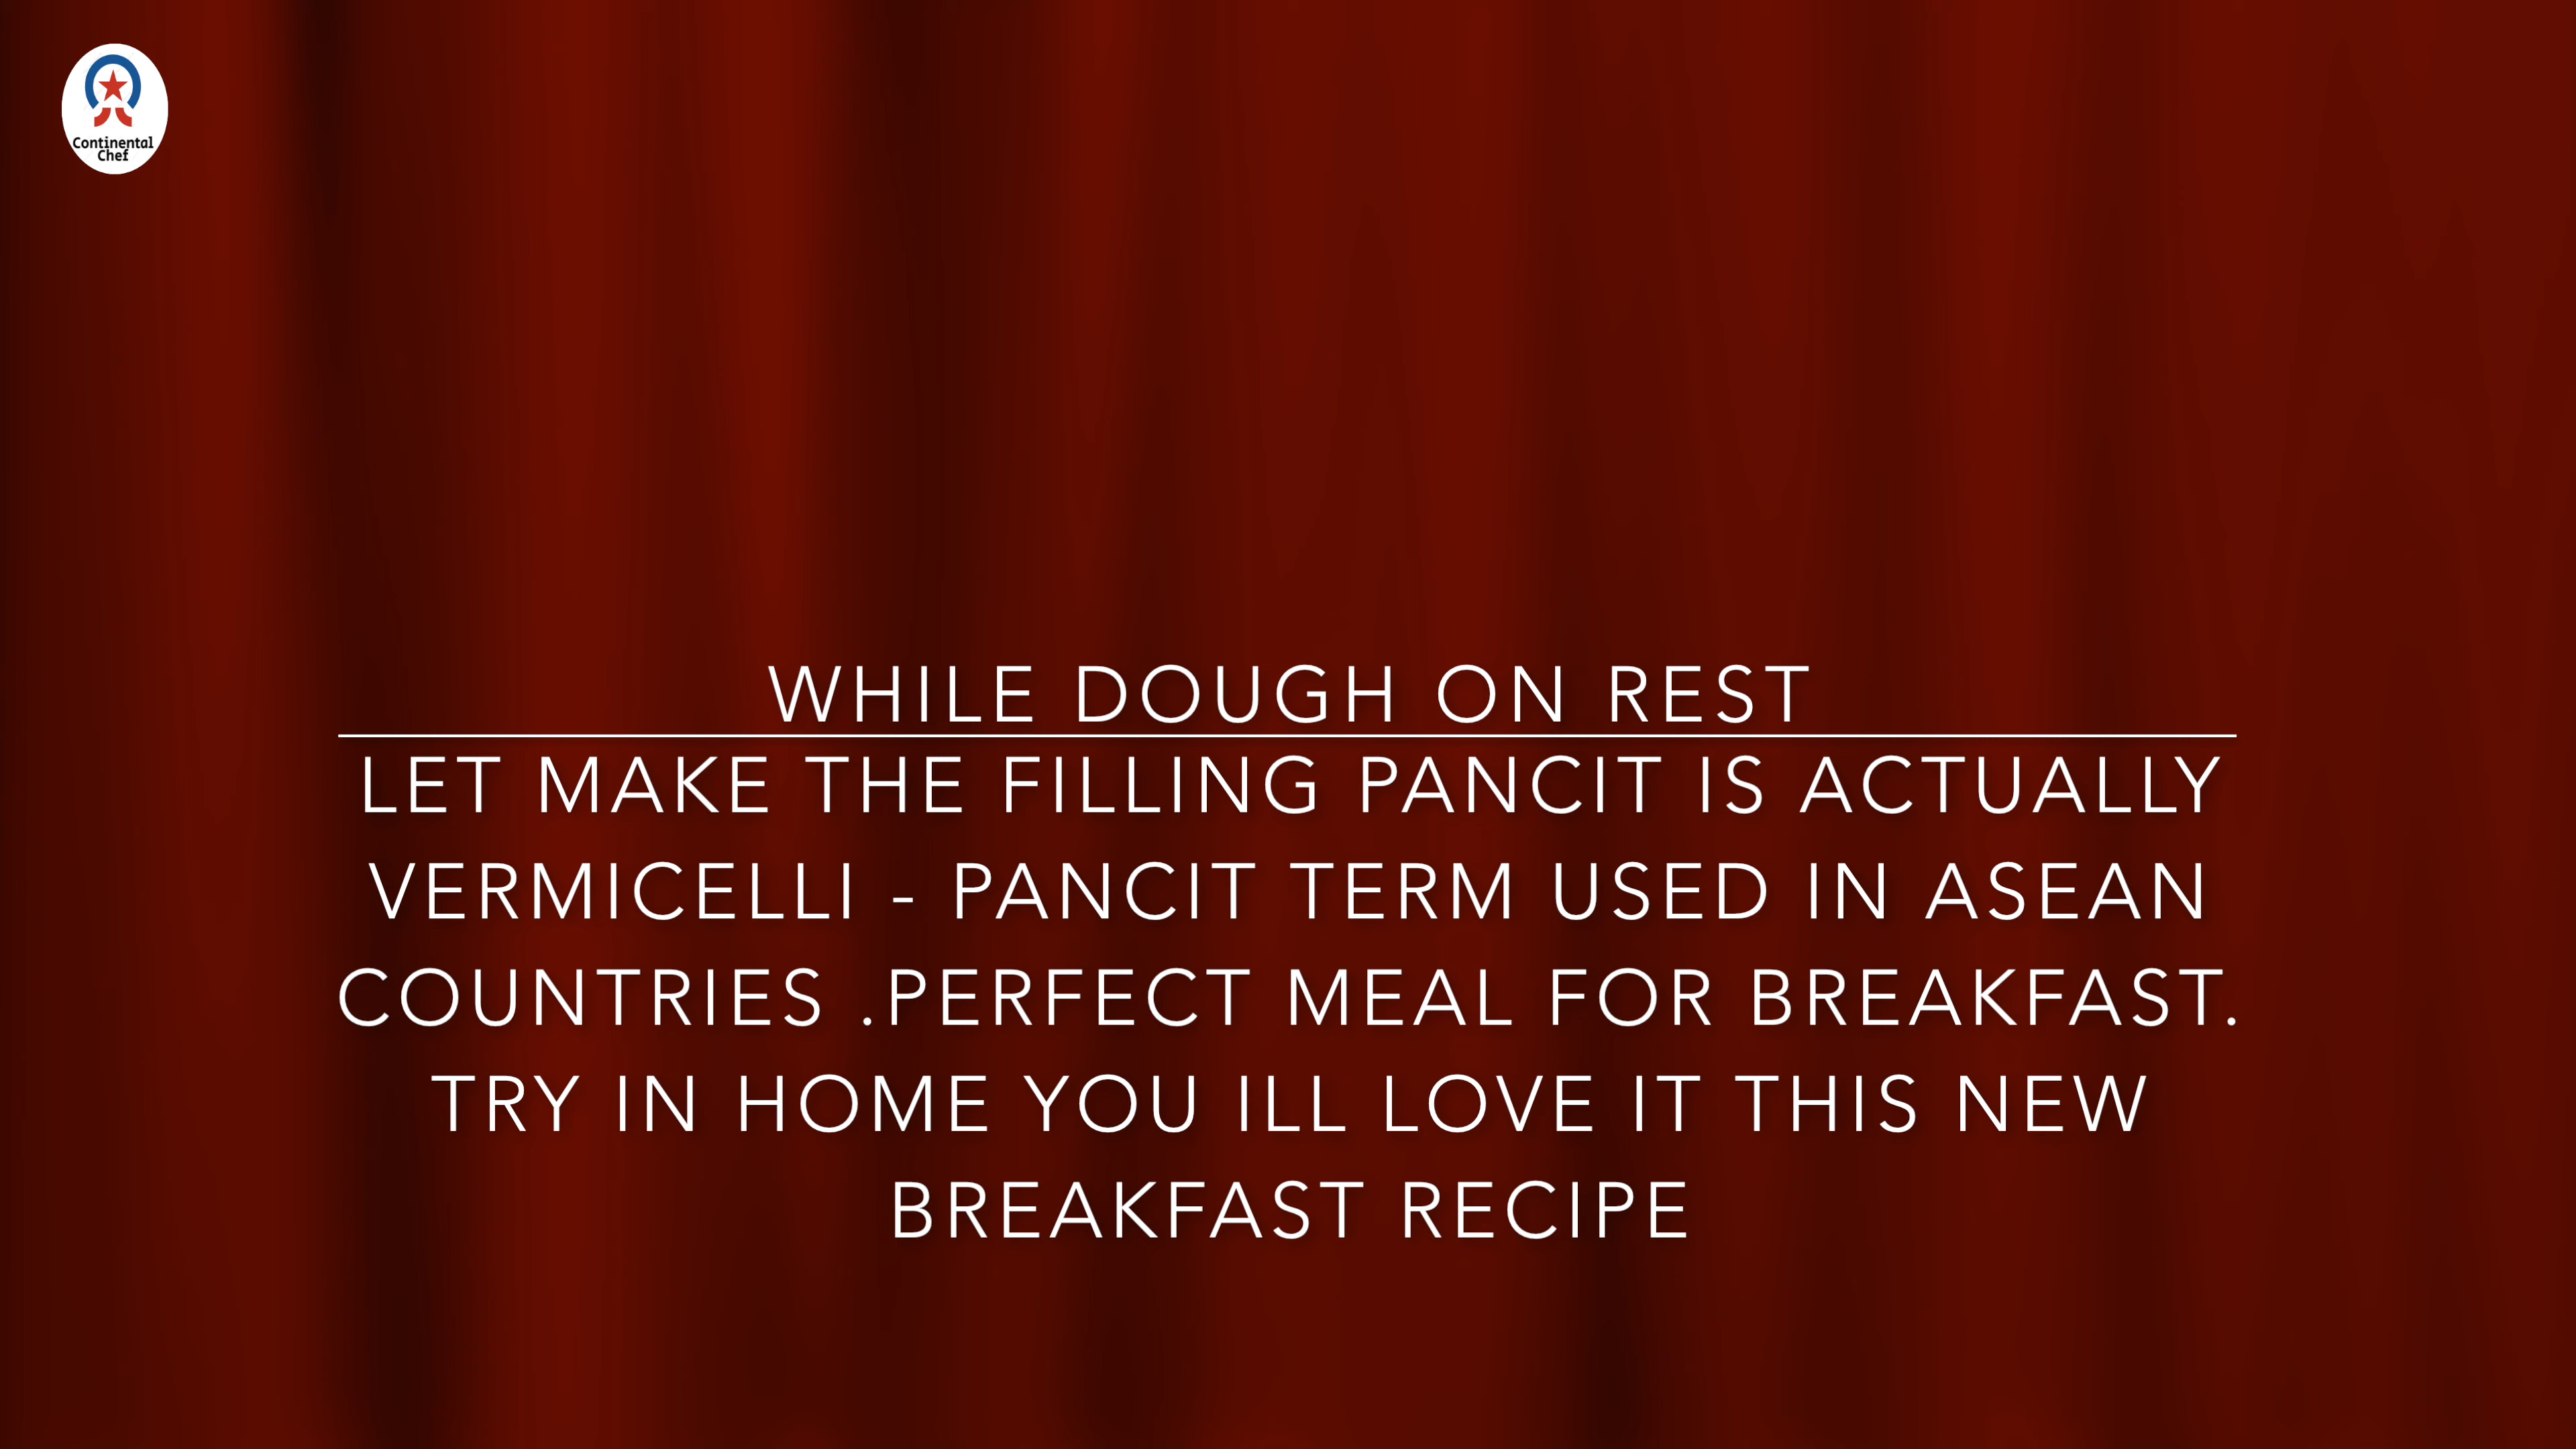 Continental
Chef
WHILE DOUGH ON REST
LET MAKE THE FILLING PANCIT IS ACTUALLY
VERMICELLI - PANCIT TERM USED IN ASEAN
COUNTRIES .PERFECT MEAL FOR BREAKFAST.
TRY IN HOME YOU ILL LOVE IT THIS NEW
BREAKFAST RECIPE